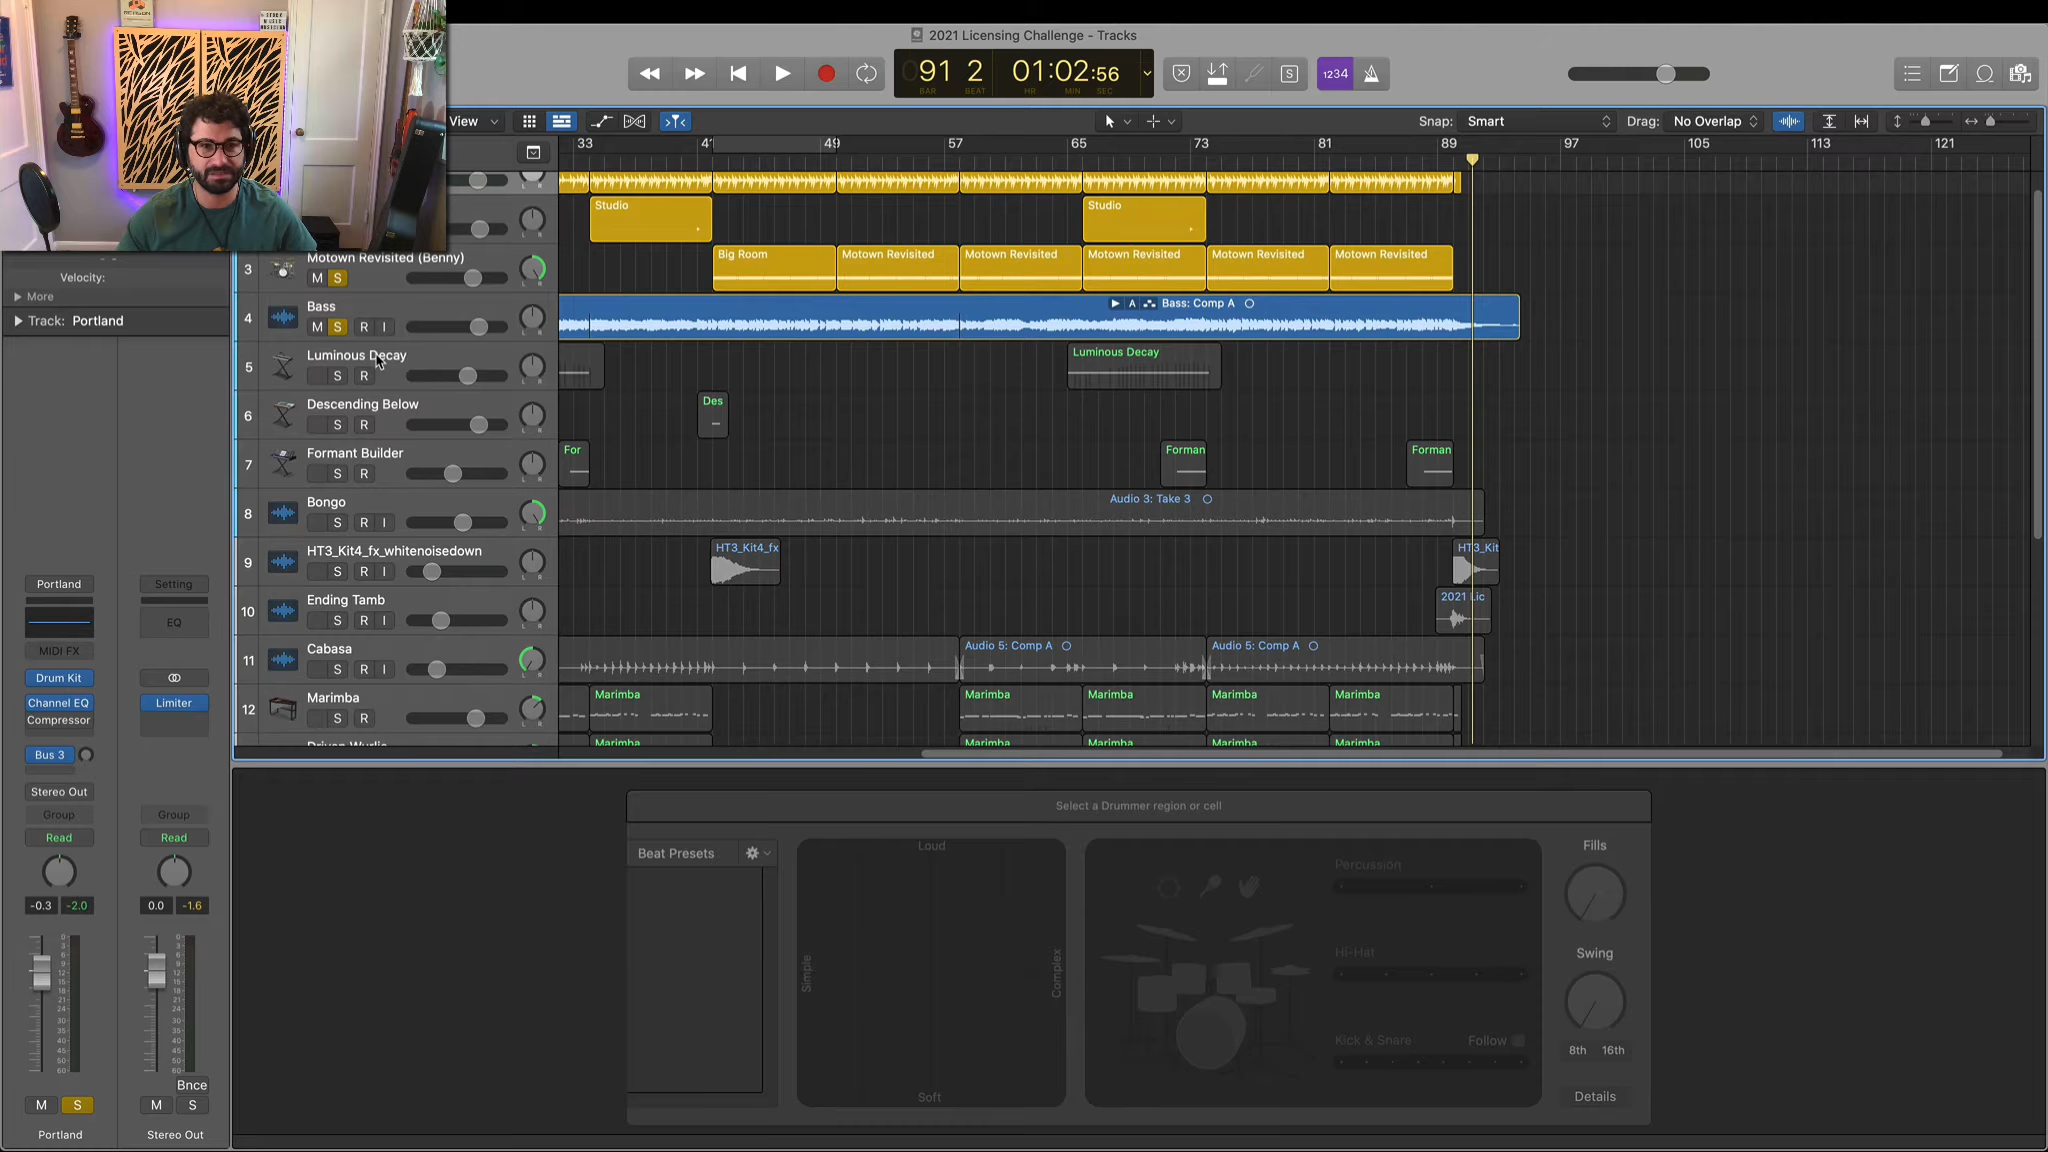 2021 Licensing Challenge - Tracks
91 2
01:02:56
BAR BEAT HR MIN SEC
S
1234
View
Snap: Smart
Drag: No Overlap
33 41 49 57 65 73 81 89 97 105 113 121
Studio
Studio
3
Motown Revisited (Benny)
M S
Big Room
Motown Revisited
Motown Revisited
Motown Revisited
Motown Revisited
Motown Revisited
4
Bass
M S R I
A Bass: Comp A
5
Luminous Decay
S R
Luminous Decay
6
Descending Below
S R
Des
7
Formant Builder
S R
For
Forman
Forman
8
Bongo
S R I
Audio 3: Take 3
9
HT3_Kit4_fx_whitenoisedown
S R I
HT3_Kit4_fx
HT3_Kit
10
Ending Tamb
S R I
2021 Lic
11
Cabasa
S R I
Audio 5: Comp A
Audio 5: Comp A
12
Marimba
S R
Marimba
Marimba
Marimba
Marimba
Marimba
Marimba
Marimba
Marimba
Marimba
Marimba
Velocity:
More
Track: Portland
Portland
Setting
EQ
MIDI FX
Drum Kit
Channel EQ
Limiter
Compressor
Bus 3
Stereo Out
Group
Group
Read
Read
-0.3 -2.0
0.0 -1.6
Bnce
M S
M S
Portland
Stereo Out
Select a Drummer region or cell
Beat Presets
Loud
Simple
Complex
Soft
Percussion
Hi-Hat
Kick & Snare
Follow
Fills
Swing
8th 16th
Details